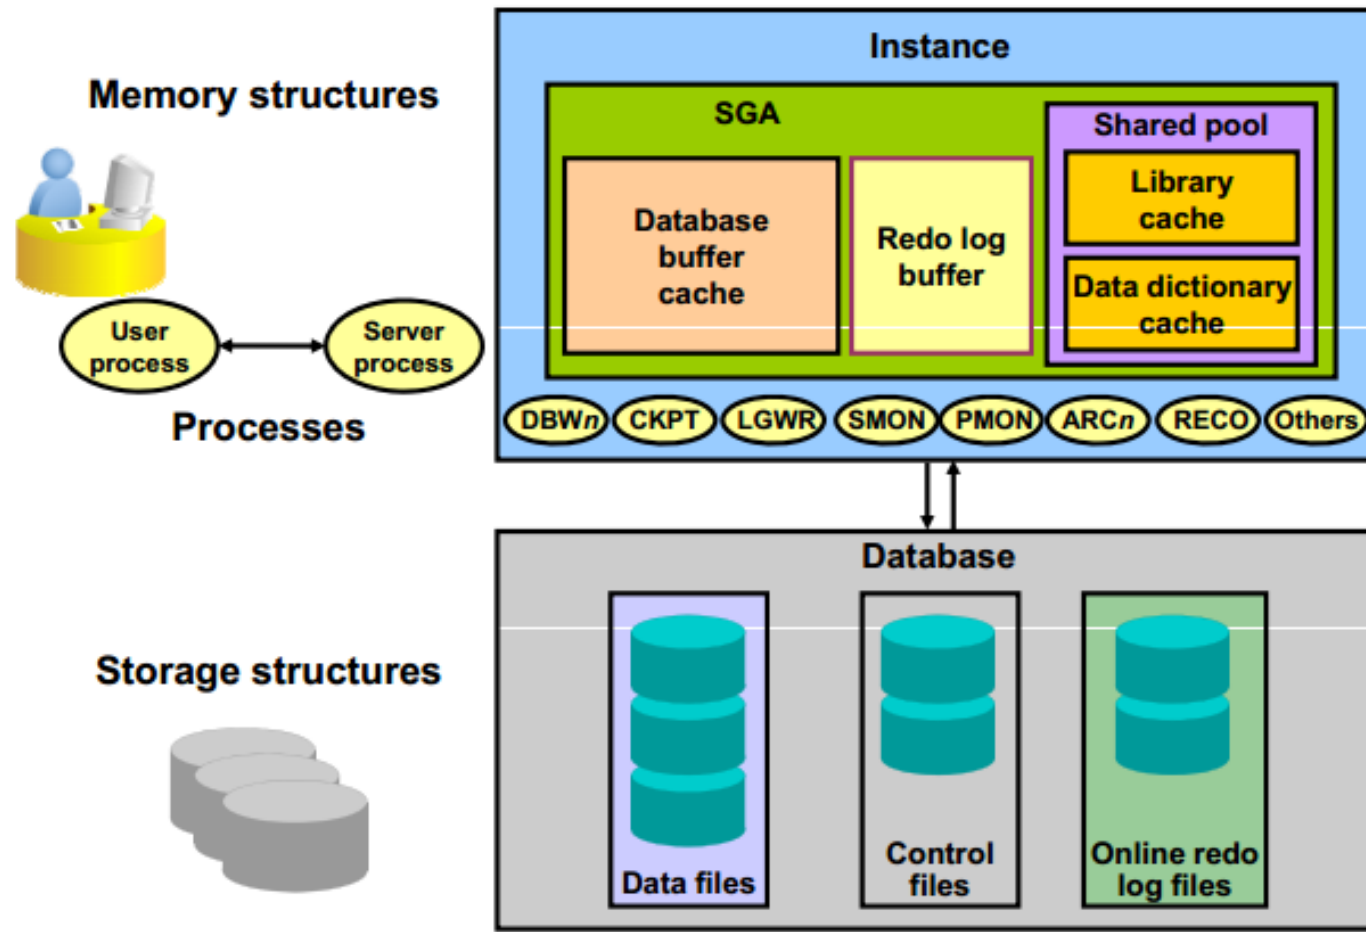 Memory structures
Instance
SGA
Shared pool
Library
cache
Database
buffer
cache
Redo log
buffer
Data dictionary
cache
User
process
Server
process
Processes
DBWn
CKPT
LGWR
SMON
PMON
ARCn
RECO
Others
Database
Storage structures
Data files
Control
files
Online redo
log files